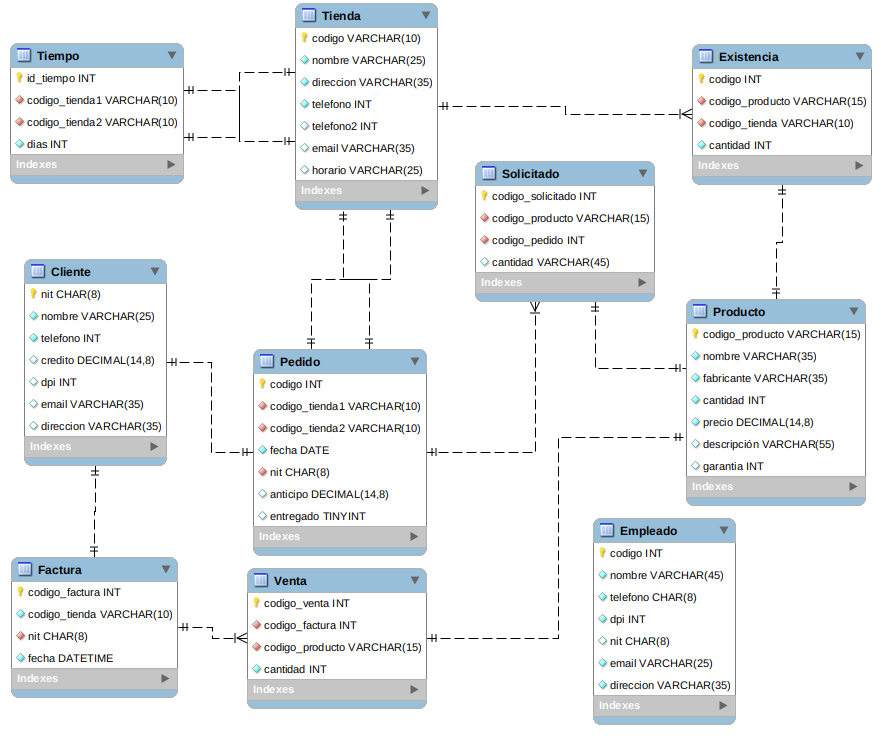 Tienda
codigo VARCHAR(10)
nombre VARCHAR(25)
direccion VARCHAR(35)
telefono INT
telefono2 INT
email VARCHAR(35)
horario VARCHAR(25)
Indexes
Tiempo
id_tiempo INT
codigo_tienda1 VARCHAR(10)
codigo_tienda2 VARCHAR(10)
dias INT
Indexes
Existencia
codigo INT
codigo_producto VARCHAR(15)
codigo_tienda VARCHAR(10)
cantidad INT
Indexes
Solicitado
codigo_solicitado INT
codigo_producto VARCHAR(15)
codigo_pedido INT
cantidad VARCHAR(45)
Indexes
Cliente
nit CHAR(8)
nombre VARCHAR(25)
telefono INT
credito DECIMAL(14,8)
dpi INT
email VARCHAR(35)
direccion VARCHAR(35)
Indexes
Pedido
codigo INT
codigo_tienda1 VARCHAR(10)
codigo_tienda2 VARCHAR(10)
fecha DATE
nit CHAR(8)
anticipo DECIMAL(14,8)
entregado TINYINT
Indexes
Producto
codigo_producto VARCHAR(15)
nombre VARCHAR(35)
fabricante VARCHAR(35)
cantidad INT
precio DECIMAL(14,8)
descripción VARCHAR(55)
garantia INT
Indexes
Factura
codigo_factura INT
codigo_tienda VARCHAR(10)
nit CHAR(8)
fecha DATETIME
Indexes
Venta
codigo_venta INT
codigo_factura INT
codigo_producto VARCHAR(15)
cantidad INT
Indexes
Empleado
codigo INT
nombre VARCHAR(45)
telefono CHAR(8)
dpi INT
nit CHAR(8)
email VARCHAR(25)
direccion VARCHAR(35)
Indexes